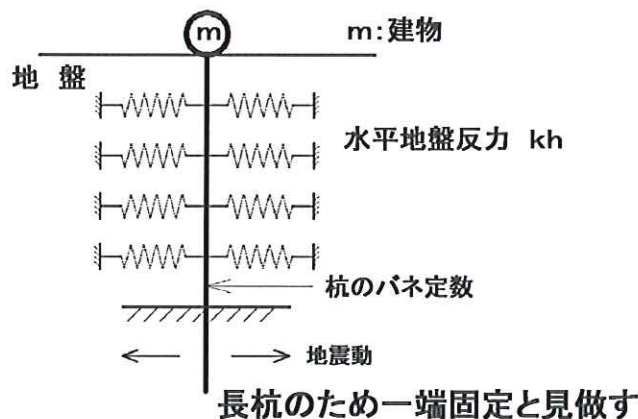 m
m:建物
地 盤
水平地盤反力 kh
杭のバネ定数
地震動
長杭のため一端固定と見做す